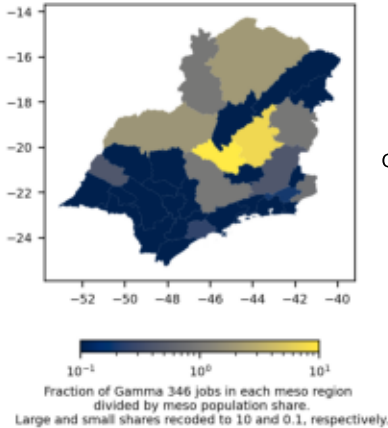 −14
−16
−18
−20
−22
−24
−52 −50 −48 −46 −44 −42 −40
10⁻¹ 10⁰ 10¹
Fraction of Gamma 346 jobs in each meso region
divided by meso population share.
Large and small shares recoded to 10 and 0.1, respectively.